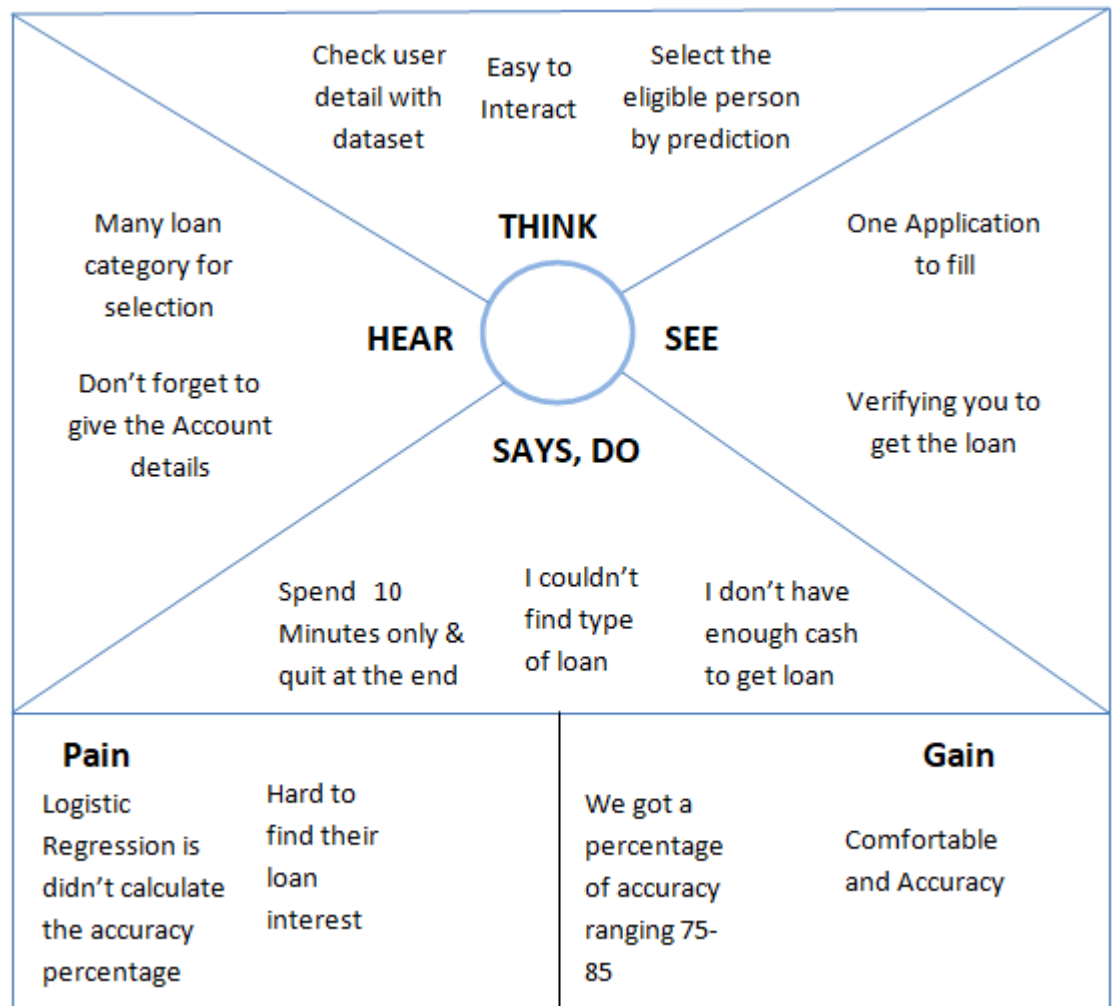 Check user
detail with
dataset
Easy to
Interact
Select the
eligible person
by prediction
THINK
Many loan
category for
selection
Don’t forget to
give the Account
details
HEAR
SEE
One Application
to fill
Verifying you to
get the loan
SAYS, DO
Spend 10
Minutes only &
quit at the end
I couldn’t
find type
of loan
I don’t have
enough cash
to get loan
Pain
Logistic
Regression is
didn’t calculate
the accuracy
percentage
Hard to
find their
loan
interest
Gain
We got a
percentage
of accuracy
ranging 75-
85
Comfortable
and Accuracy